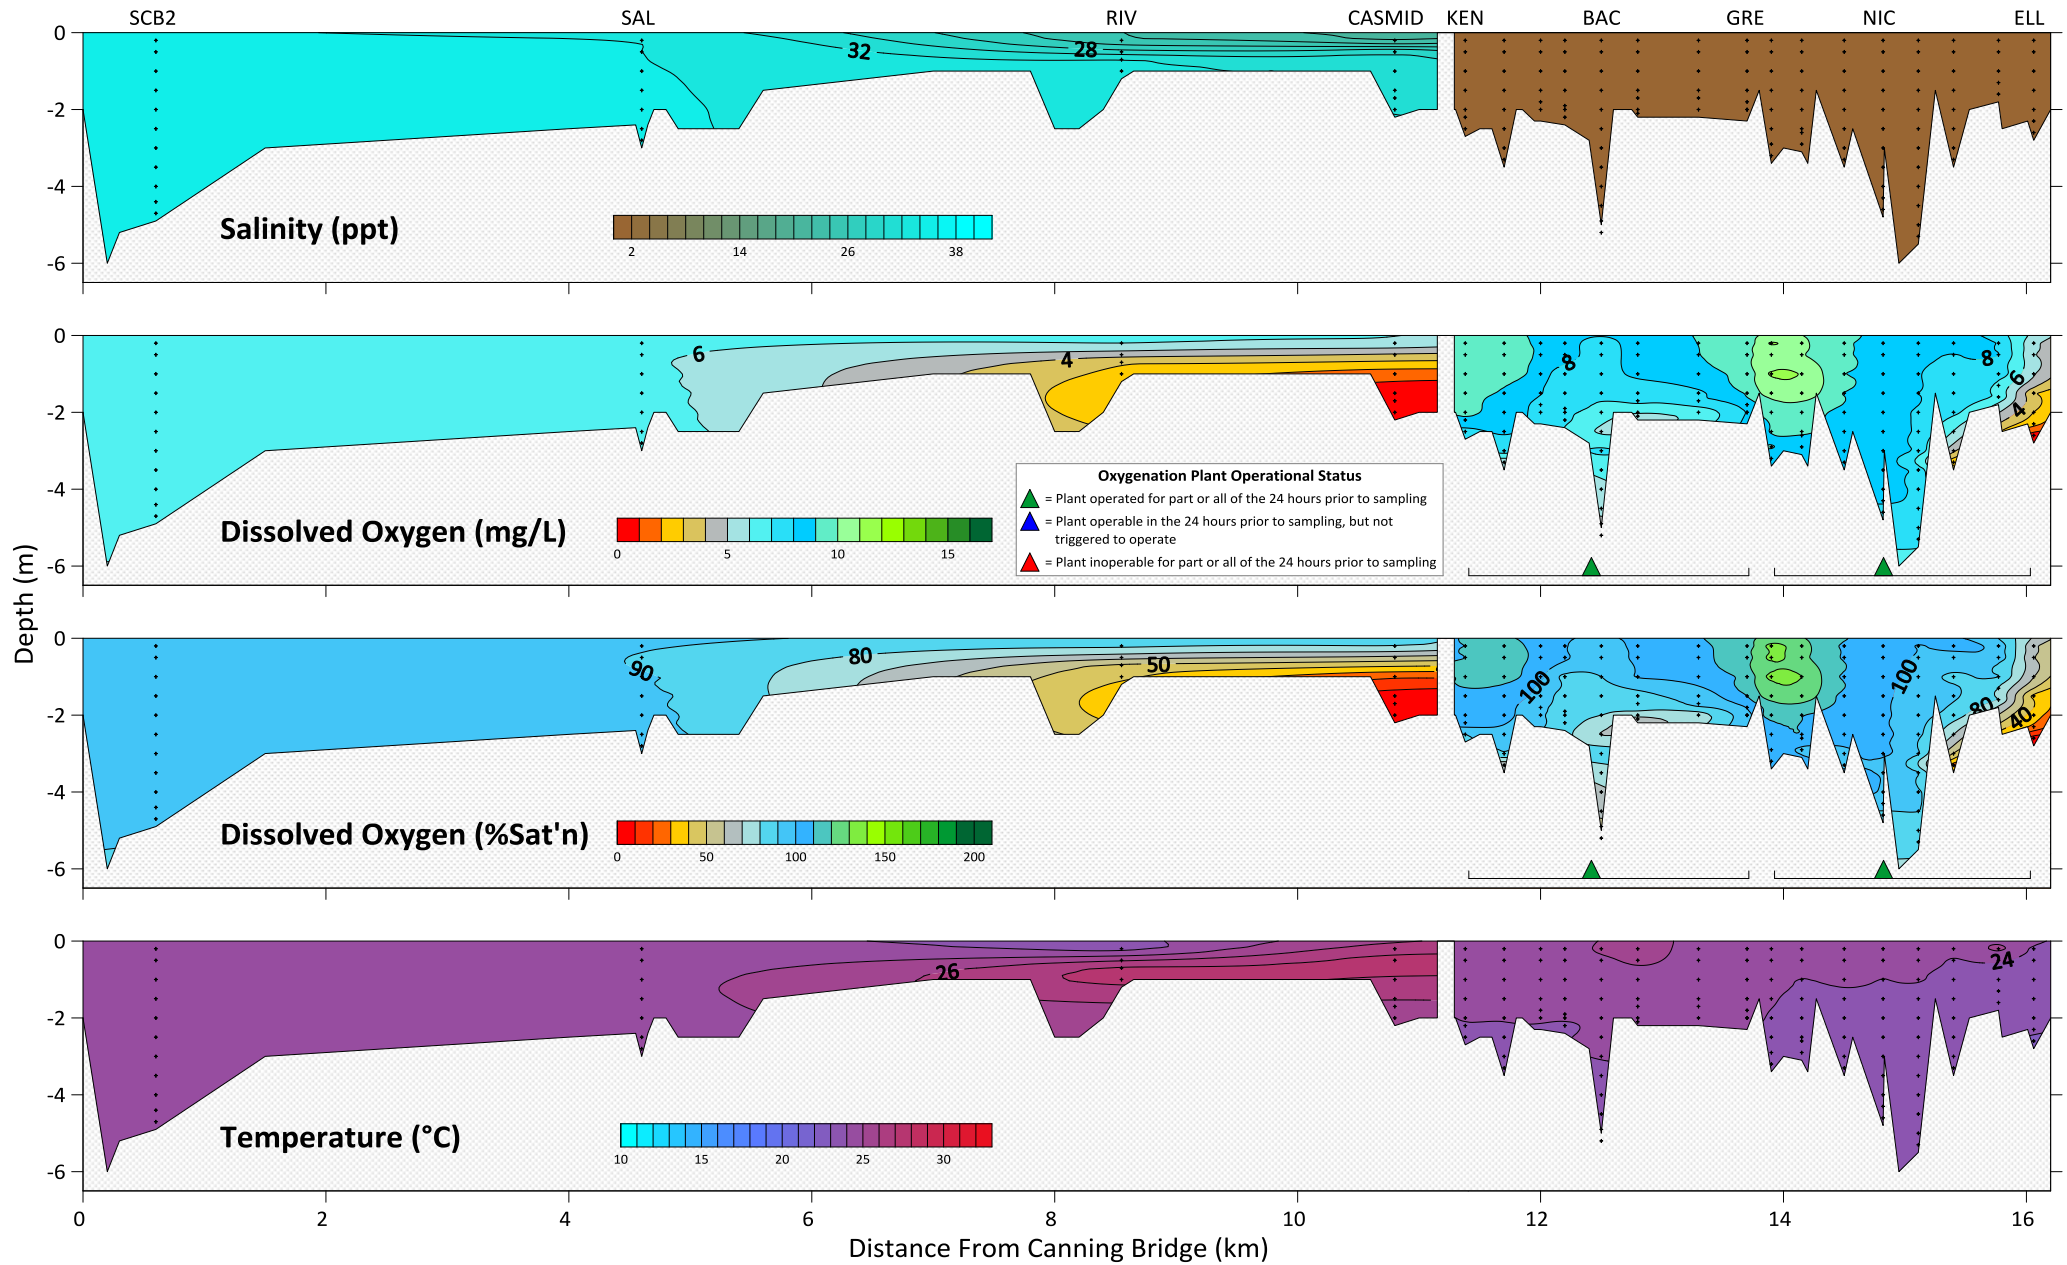 SCB2 SAL RIV CASMID KEN BAC GRE NIC ELL
0
-2
-4
-6
32 28
Salinity (ppt)
2 14 26 38
0
-2
-4
-6
6 4 8 8 6 4
Dissolved Oxygen (mg/L)
0 5 10 15
Oxygenation Plant Operational Status
= Plant operated for part or all of the 24 hours prior to sampling
= Plant operable in the 24 hours prior to sampling, but not
triggered to operate
= Plant inoperable for part or all of the 24 hours prior to sampling
Depth (m)
0
-2
-4
-6
90 80 50 100 100 80 40
Dissolved Oxygen (%Sat'n)
0 50 100 150 200
0
-2
-4
-6
26 24
Temperature (°C)
10 15 20 25 30
0 2 4 6 8 10 12 14 16
Distance From Canning Bridge (km)